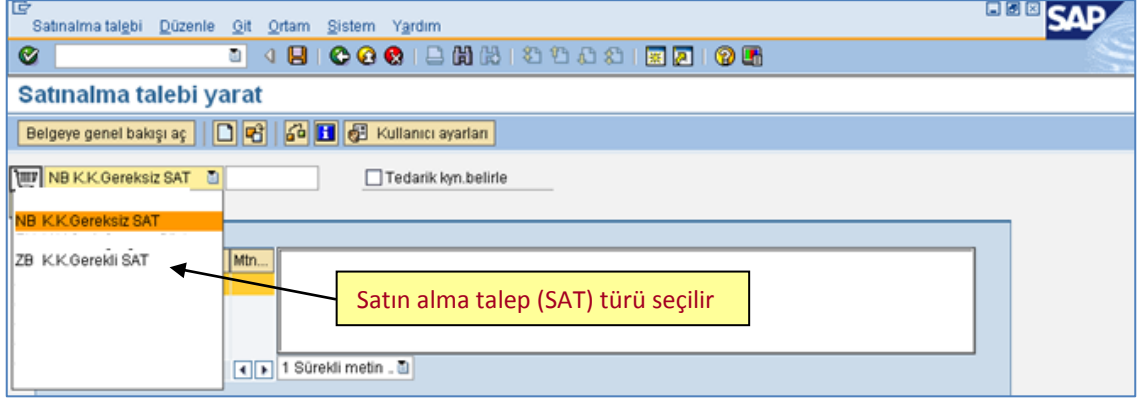 Satınalma talebi Düzenle Git Ortam Sistem Yardım
SAP
Satınalma talebi yarat
Belgeye genel bakışı aç Kullanıcı ayarları
NB K.K.Gereksiz SAT Tedarik kyn.belirle
NB K.K.Gereksiz SAT
ZB K.K.Gerekli SAT Mtn...
Satın alma talep (SAT) türü seçilir
1 Sürekli metin ..